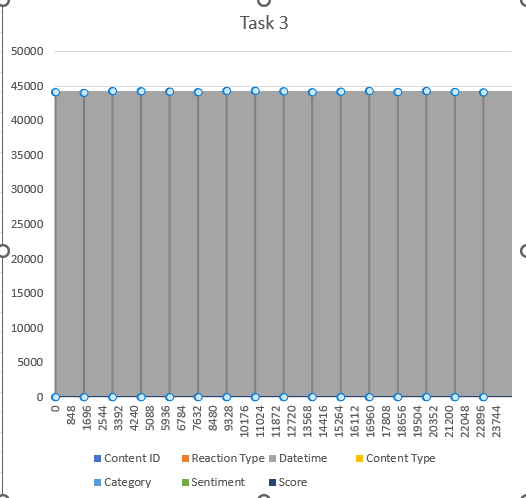 Task 3
50000
45000
40000
35000
30000
25000
20000
15000
10000
5000
0
0 848 1696 2544 3392 4240 5088 5936 6784 7632 8480 9328 10176 11024 11872 12720 13568 14416 15264 16112 16960 17808 18656 19504 20352 21200 22048 22896 23744
Content ID Reaction Type Datetime Content Type
Category Sentiment Score